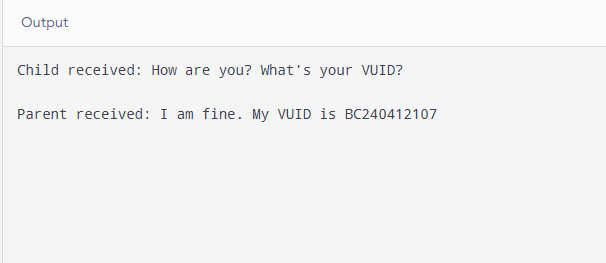 Output
Child received: How are you? What's your VUID?
Parent received: I am fine. My VUID is BC240412107